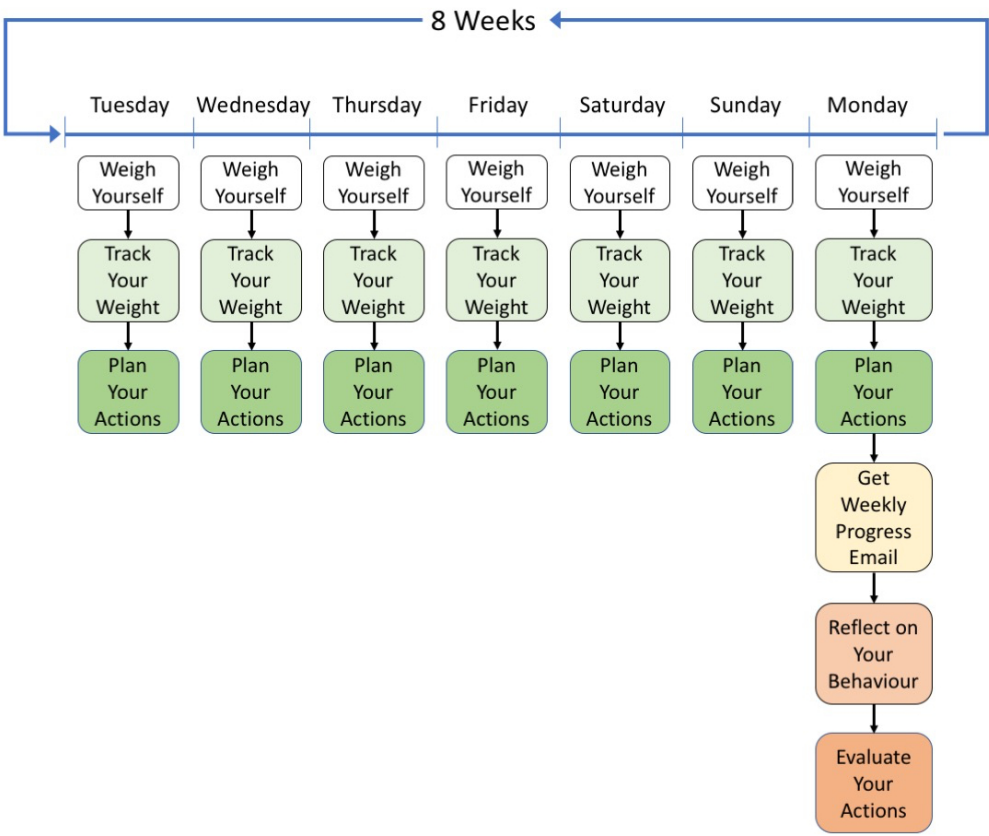 8 Weeks
Tuesday Wednesday Thursday Friday Saturday Sunday Monday
Weigh Weigh Weigh Weigh Weigh Weigh Weigh
Yourself Yourself Yourself Yourself Yourself Yourself Yourself
Track Track Track Track Track Track Track
Your Your Your Your Your Your Your
Weight Weight Weight Weight Weight Weight Weight
Plan Plan Plan Plan Plan Plan Plan
Your Your Your Your Your Your Your
Actions Actions Actions Actions Actions Actions Actions
Get
Weekly
Progress
Email
Reflect on
Your
Behaviour
Evaluate
Your
Actions